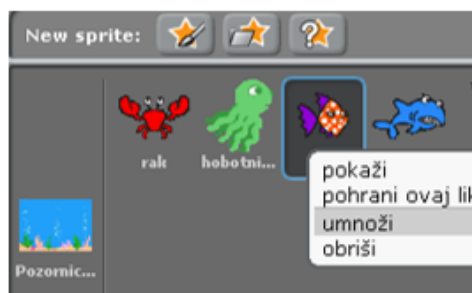 New sprite:
rak
hobotni...
pokaži
pohrani ovaj lik
umnoži
obriši
Pozornic...